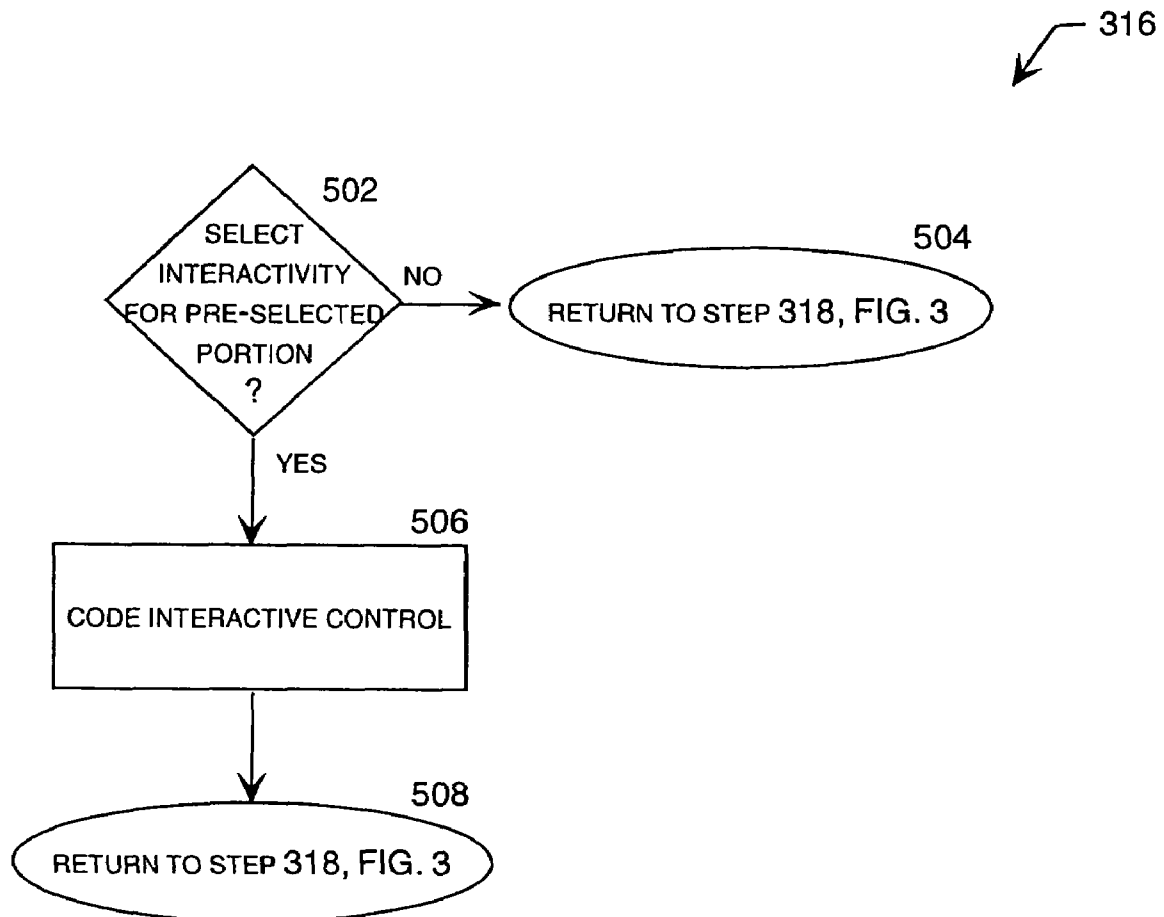 316
502
SELECT
INTERACTIVITY
FOR PRE-SELECTED
PORTION
?
NO
504
RETURN TO STEP 318, FIG. 3
YES
506
CODE INTERACTIVE CONTROL
508
RETURN TO STEP 318, FIG. 3